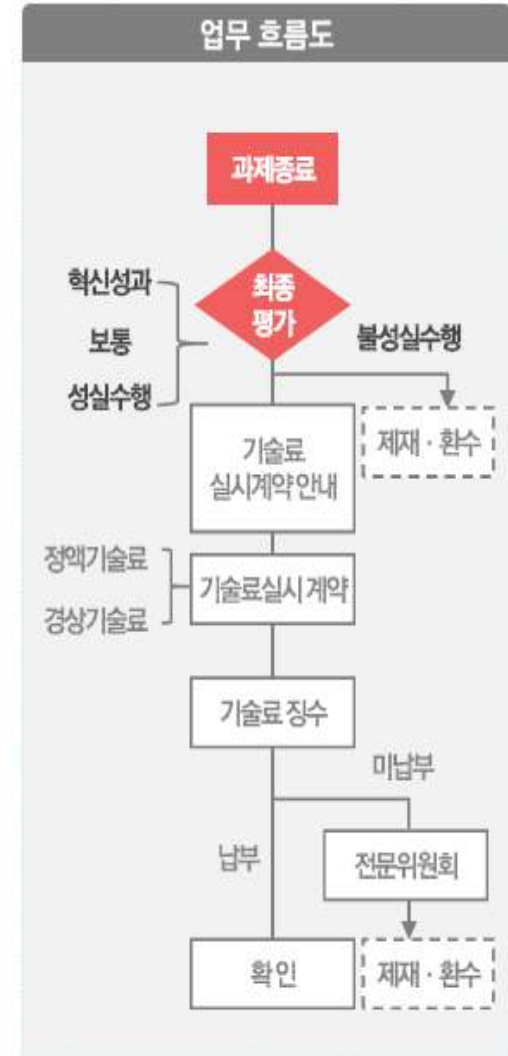 업무 흐름도
과제종료
최종
평가
혁신성과
보통
성실수행
불성실수행
제재 · 환수
기술료
실시계약 안내
정액기술료
경상기술료
기술료실시 계약
기술료 징수
미납부
납부
전문위원회
확인
제재 · 환수